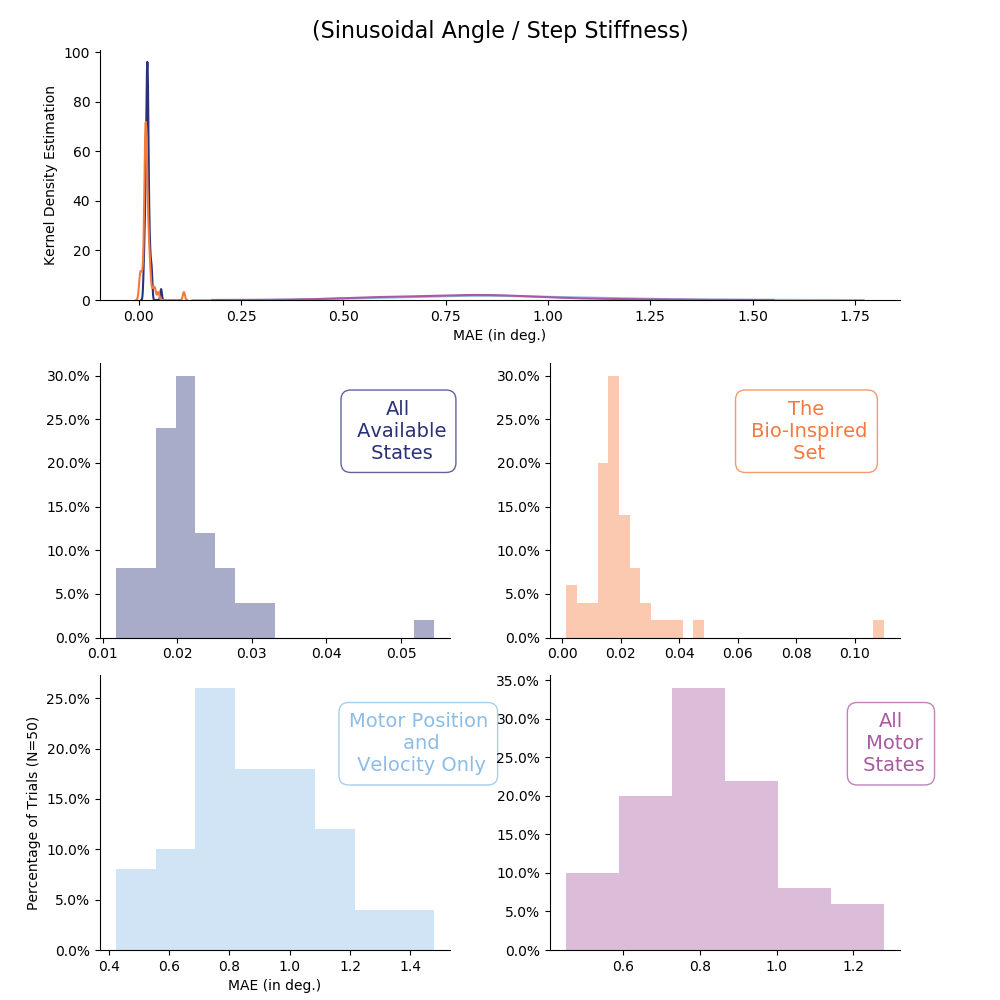 (Sinusoidal Angle / Step Stiffness)
Kernel Density Estimation
100
80
60
40
20
0
0.00 0.25 0.50 0.75 1.00 1.25 1.50 1.75
MAE (in deg.)
30.0%
25.0%
20.0%
15.0%
10.0%
5.0%
0.0%
0.01 0.02 0.03 0.04 0.05
All
Available
States
30.0%
25.0%
20.0%
15.0%
10.0%
5.0%
0.0%
0.00 0.02 0.04 0.06 0.08 0.10
The
Bio-Inspired
Set
Percentage of Trials (N=50)
25.0%
20.0%
15.0%
10.0%
5.0%
0.0%
0.4 0.6 0.8 1.0 1.2 1.4
MAE (in deg.)
Motor Position
and
Velocity Only
35.0%
30.0%
25.0%
20.0%
15.0%
10.0%
5.0%
0.0%
0.6 0.8 1.0 1.2
All
Motor
States